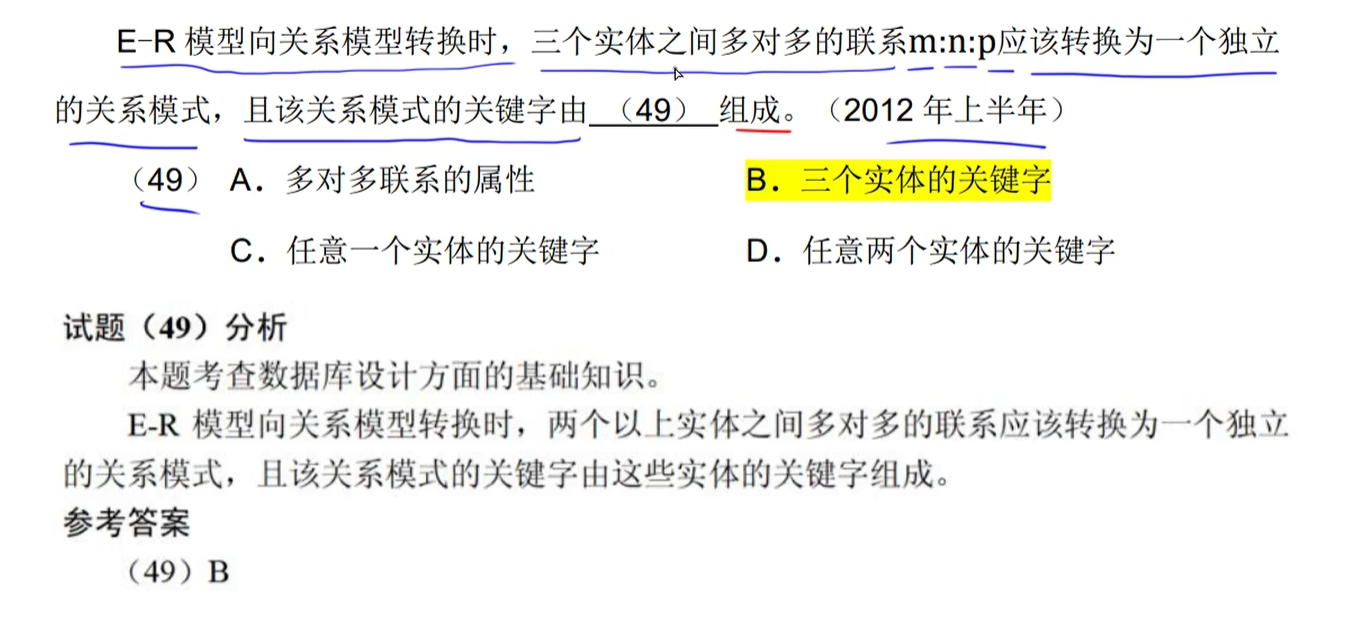 E-R 模型向关系模型转换时，三个实体之间多对多的联系m:n:p应该转换为一个独立
的关系模式，且该关系模式的关键字由 （49） 组成。（2012 年上半年）
（49） A．多对多联系的属性 B．三个实体的关键字
C．任意一个实体的关键字 D．任意两个实体的关键字
试题（49）分析
本题考查数据库设计方面的基础知识。
E-R 模型向关系模型转换时，两个以上实体之间多对多的联系应该转换为一个独立
的关系模式，且该关系模式的关键字由这些实体的关键字组成。
参考答案
（49）B